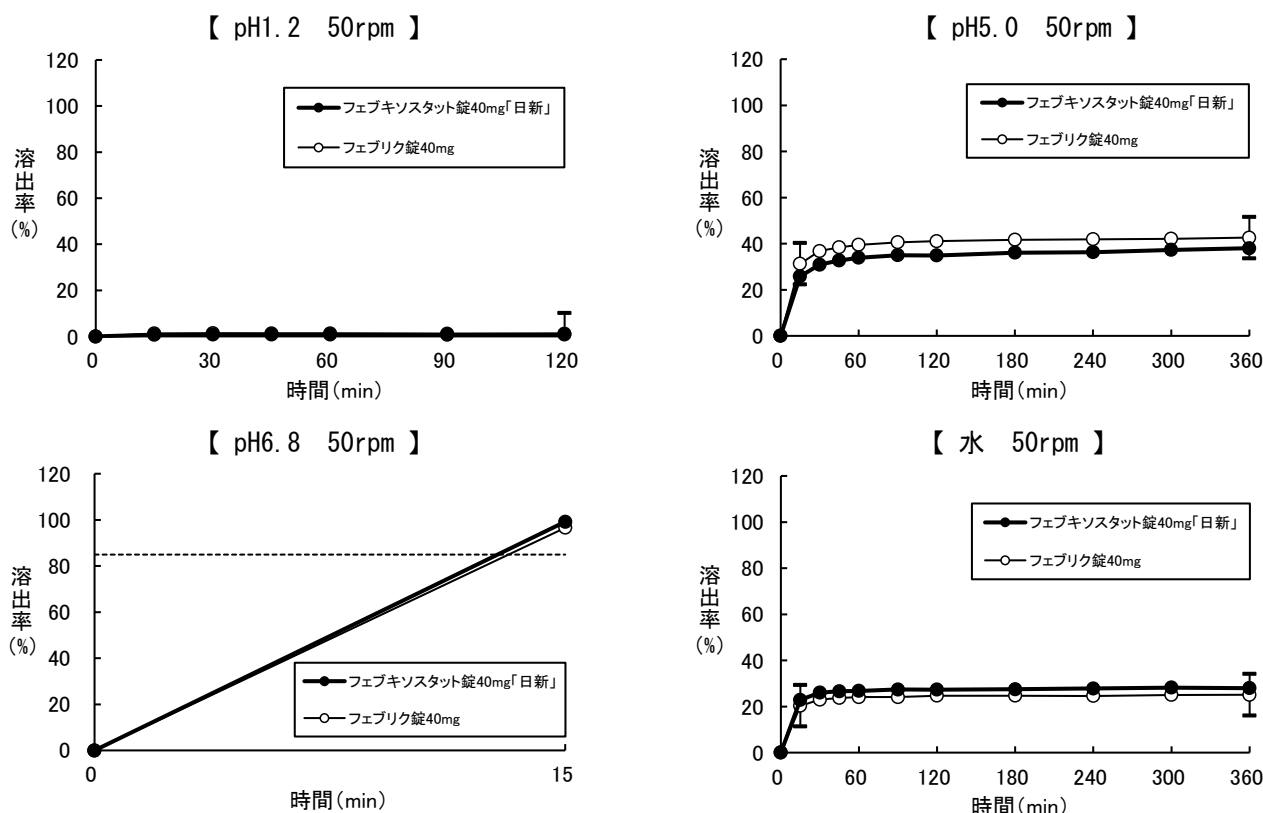 【 pH1.2　50rpm 】
120
100
80
60
40
20
0
溶出率
(%)
フェブキソスタット錠40mg「日新」
フェブリク錠40mg
0 30 60 90 120
時間(min)
【 pH5.0　50rpm 】
120
100
80
60
40
20
0
溶出率
(%)
フェブキソスタット錠40mg「日新」
フェブリク錠40mg
0 60 120 180 240 300 360
時間(min)
【 pH6.8　50rpm 】
120
100
80
60
40
20
0
溶出率
(%)
フェブキソスタット錠40mg「日新」
フェブリク錠40mg
0 15
時間(min)
【 水　50rpm 】
120
100
80
60
40
20
0
溶出率
(%)
フェブキソスタット錠40mg「日新」
フェブリク錠40mg
0 60 120 180 240 300 360
時間(min)